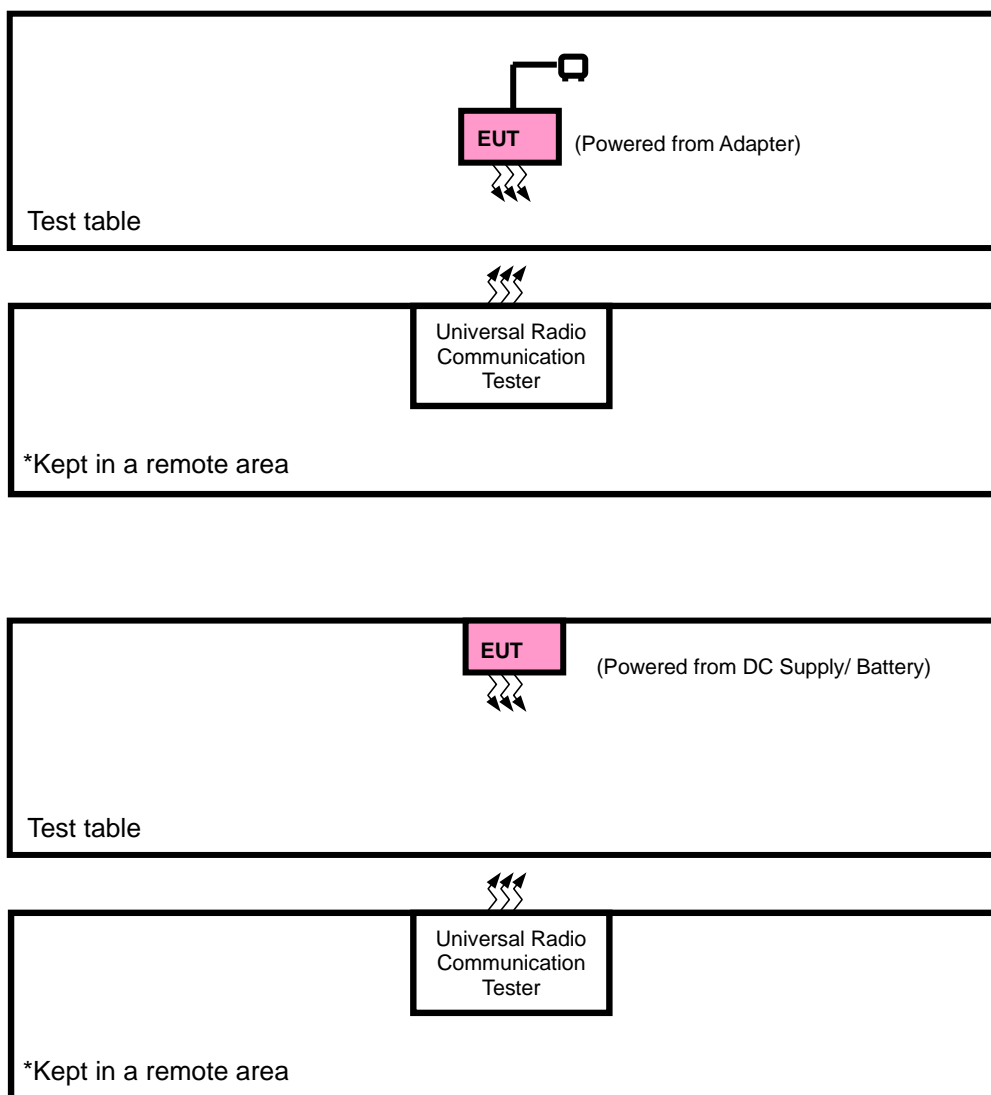 EUT
(Powered from Adapter)
Test table
Universal Radio
Communication
Tester
*Kept in a remote area
EUT
(Powered from DC Supply/ Battery)
Test table
Universal Radio
Communication
Tester
*Kept in a remote area